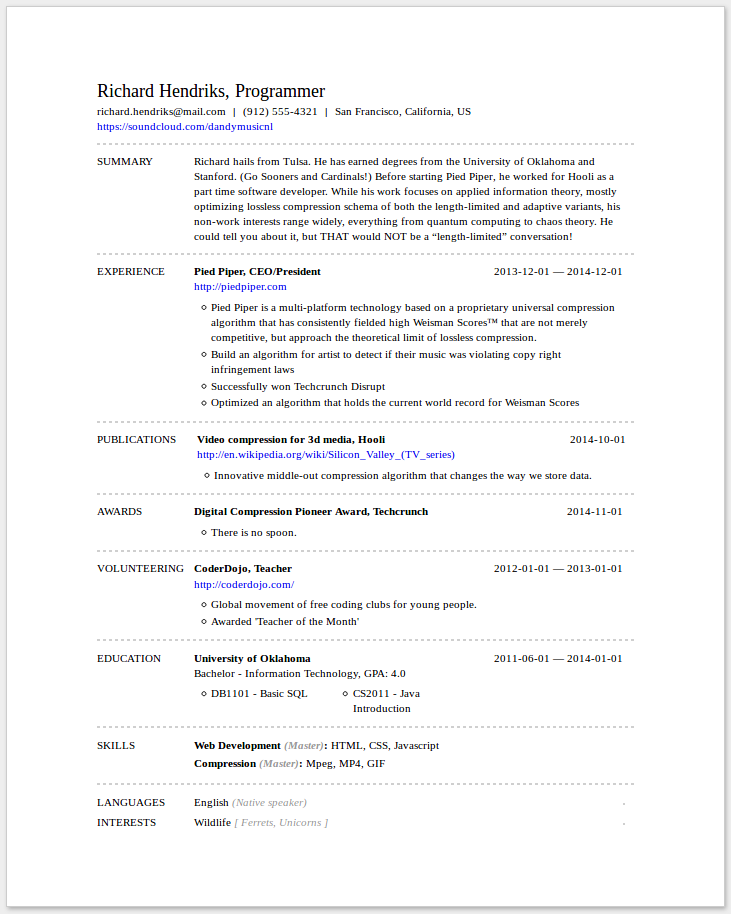 Richard Hendriks, Programmer
richard.hendriks@mail.com | (912) 555-4321 | San Francisco, California, US
https://soundcloud.com/dandymusicnl
SUMMARY Richard hails from Tulsa. He has earned degrees from the University of Oklahoma and
Stanford. (Go Sooners and Cardinals!) Before starting Pied Piper, he worked for Hooli as a
part time software developer. While his work focuses on applied information theory, mostly
optimizing lossless compression schema of both the length-limited and adaptive variants, his
non-work interests range widely, everything from quantum computing to chaos theory. He
could tell you about it, but THAT would NOT be a “length-limited” conversation!
EXPERIENCE Pied Piper, CEO/President 2013-12-01 — 2014-12-01
http://piedpiper.com
Pied Piper is a multi-platform technology based on a proprietary universal compression
algorithm that has consistently fielded high Weisman Scores™ that are not merely
competitive, but approach the theoretical limit of lossless compression.
Build an algorithm for artist to detect if their music was violating copy right
infringement laws
Successfully won Techcrunch Disrupt
Optimized an algorithm that holds the current world record for Weisman Scores
PUBLICATIONS Video compression for 3d media, Hooli 2014-10-01
http://en.wikipedia.org/wiki/Silicon_Valley_(TV_series)
Innovative middle-out compression algorithm that changes the way we store data.
AWARDS Digital Compression Pioneer Award, Techcrunch 2014-11-01
There is no spoon.
VOLUNTEERING CoderDojo, Teacher 2012-01-01 — 2013-01-01
http://coderdojo.com/
Global movement of free coding clubs for young people.
Awarded 'Teacher of the Month'
EDUCATION University of Oklahoma 2011-06-01 — 2014-01-01
Bachelor - Information Technology, GPA: 4.0
DB1101 - Basic SQL CS2011 - Java
Introduction
SKILLS Web Development (Master): HTML, CSS, Javascript
Compression (Master): Mpeg, MP4, GIF
LANGUAGES English (Native speaker) .
INTERESTS Wildlife [ Ferrets, Unicorns ] .